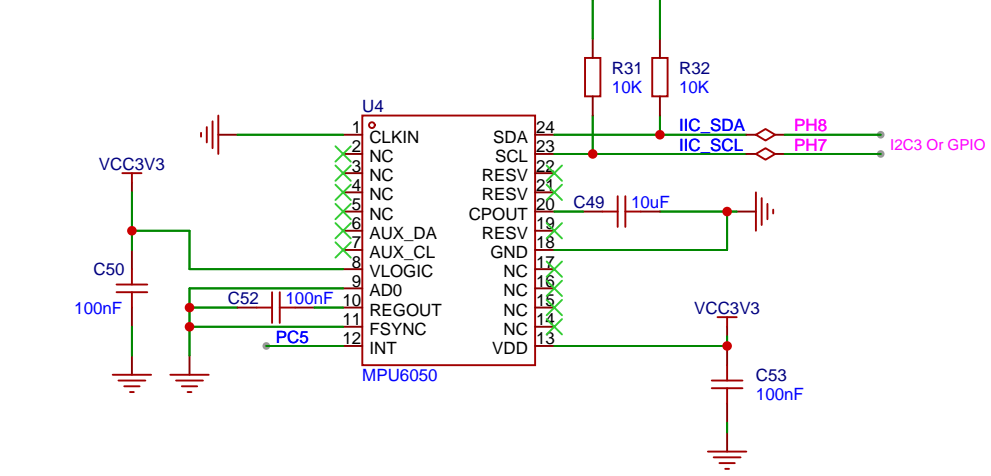 R31 R32
10K 10K
U4
1 CLKIN SDA 24 IIC_SDA PH8
2 NC SCL 23 IIC_SCL PH7 I2C3 Or GPIO
VCC3V3
3 NC RESV 22
4 NC RESV 21
5 NC CPOUT 20 C49 10uF
6 AUX_DA RESV 19
7 AUX_CL GND 18
8 VLOGIC NC 17
C50
100nF
9 AD0 NC 16
C52 100nF
10 REGOUT NC 15
11 FSYNC NC 14
VCC3V3
PC5
12 INT VDD 13
MPU6050
C53
100nF